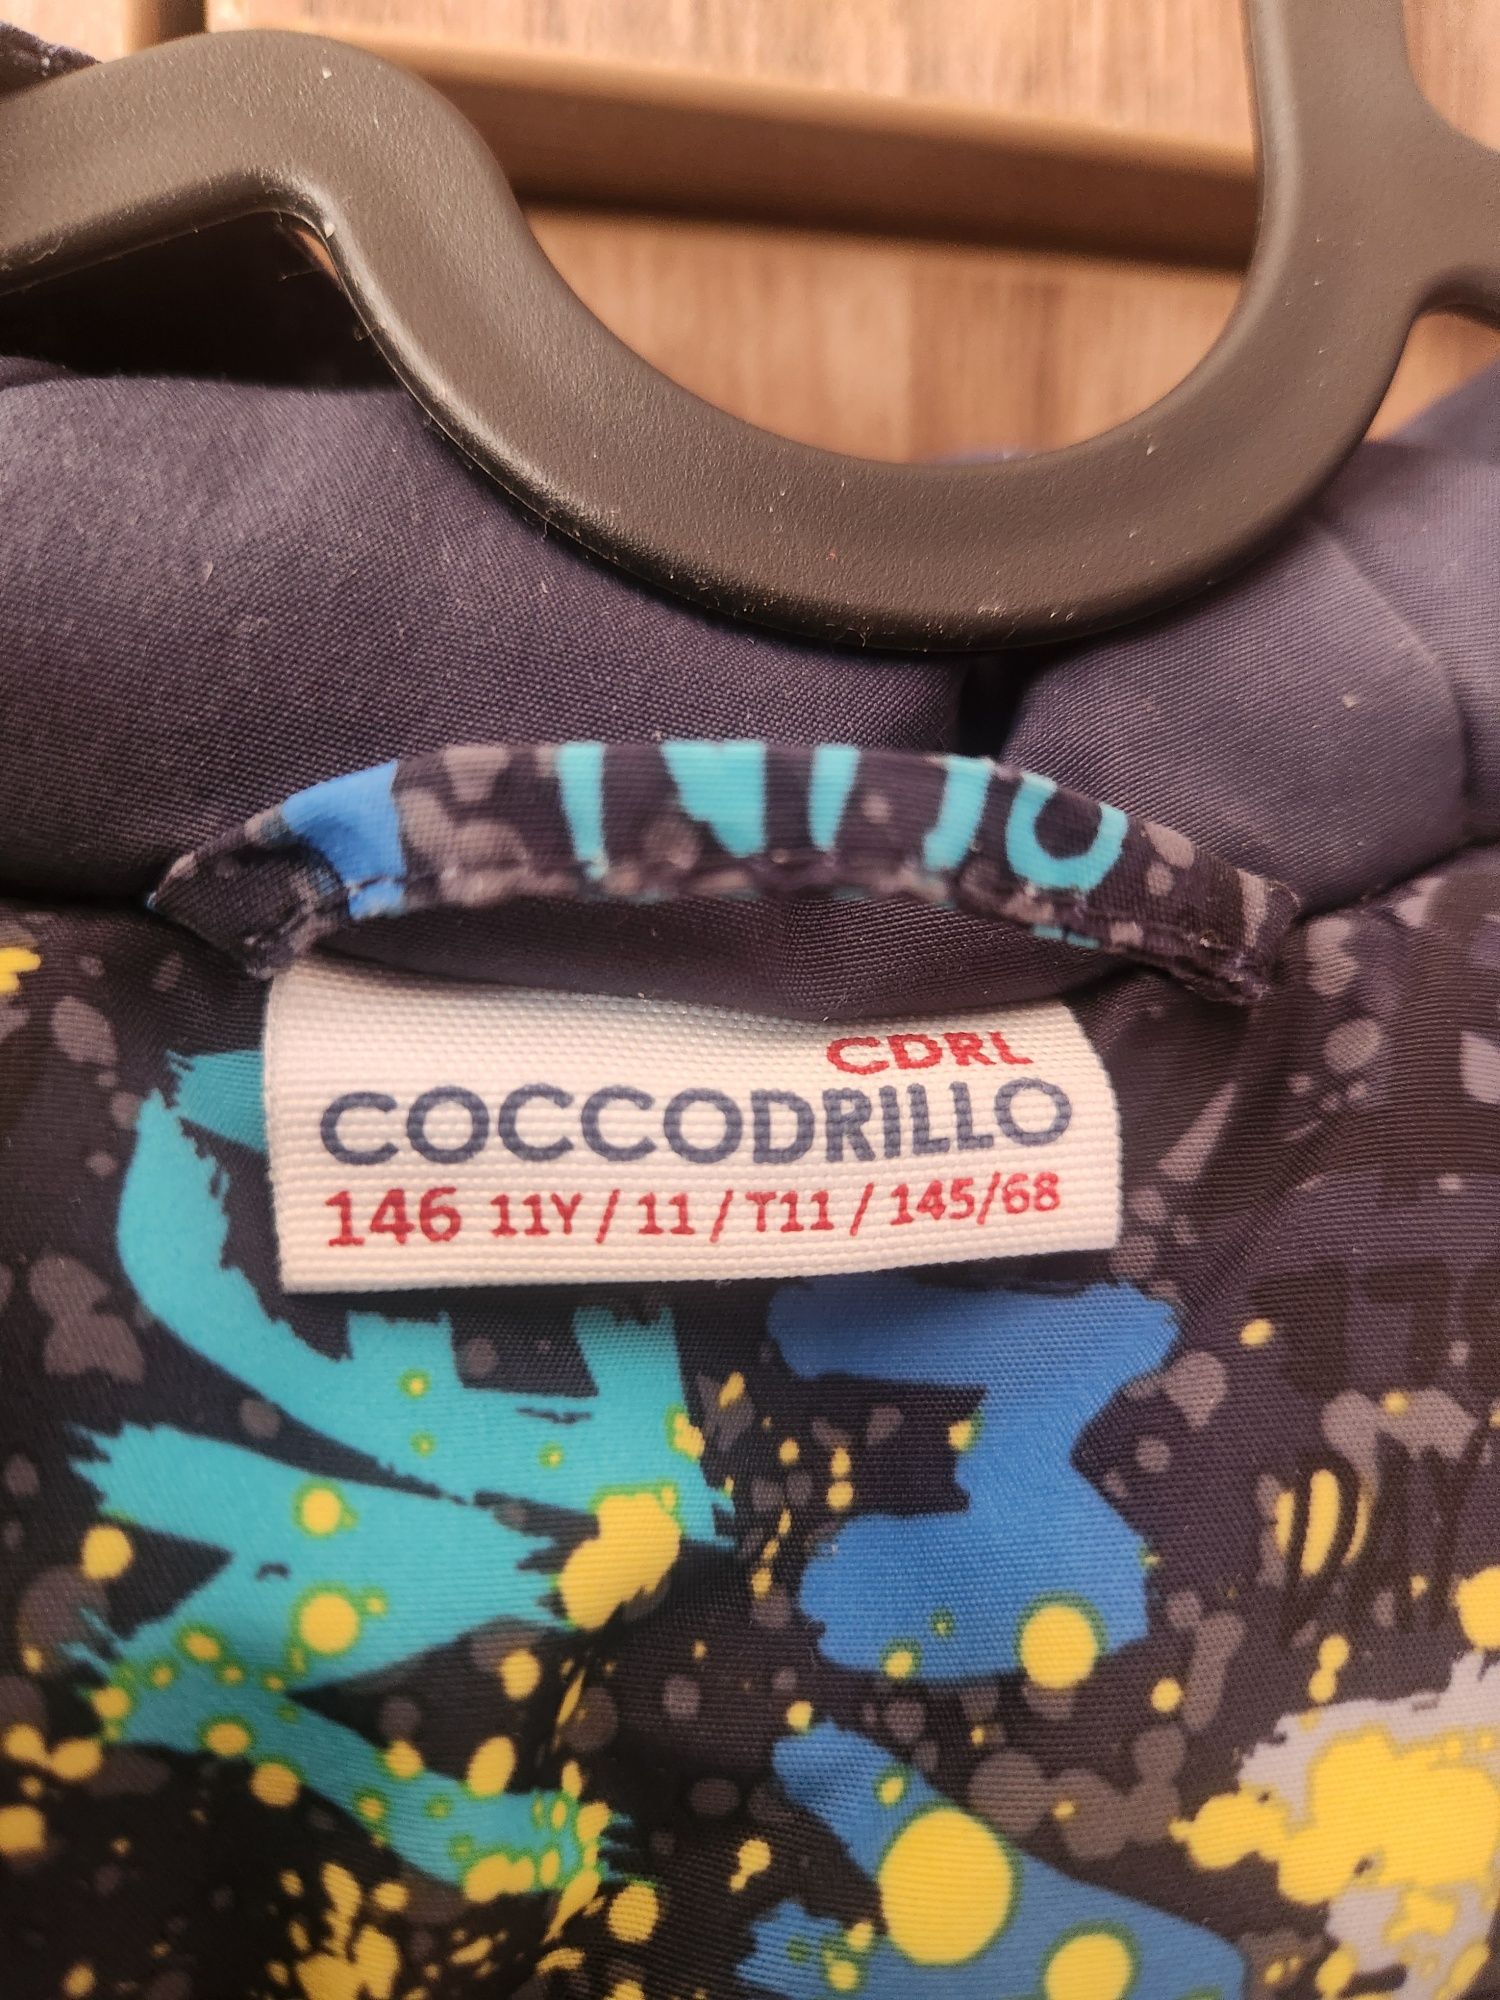 CDRL
COCCODRILLO
146 11Y / 11 / T11 / 145/68